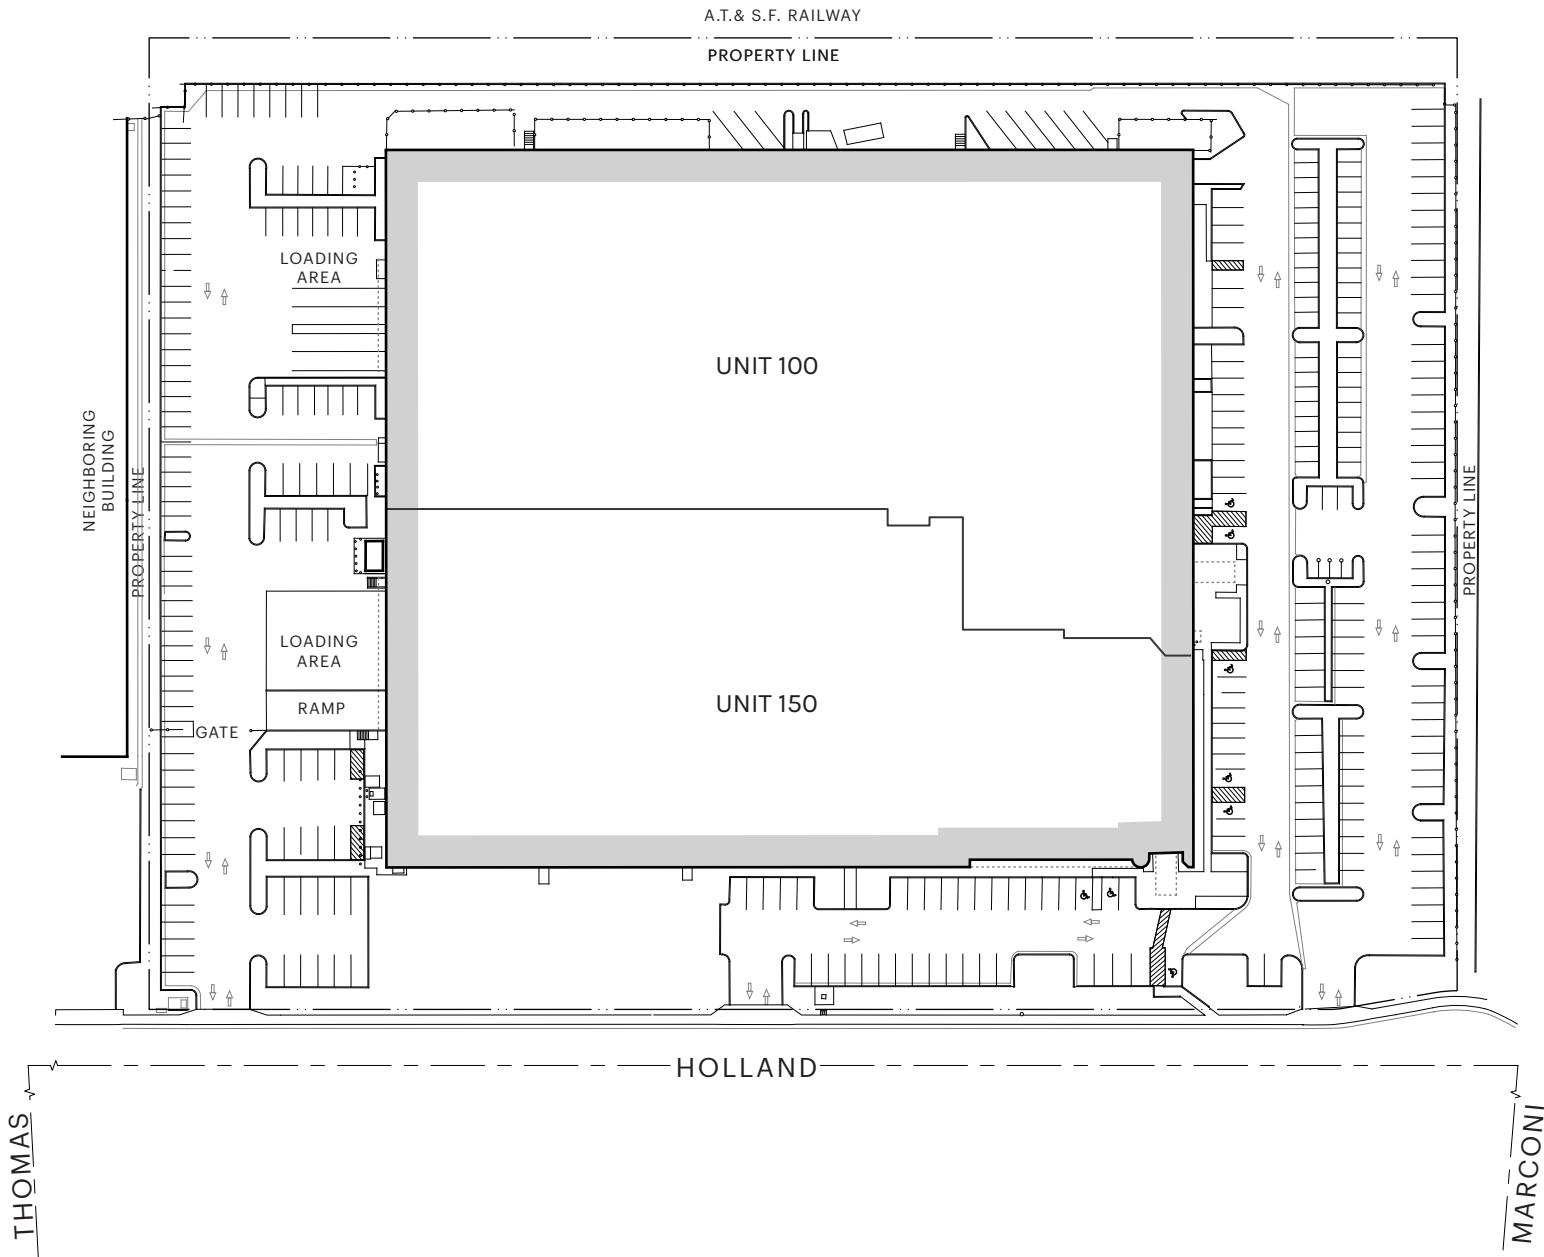 A.T.& S.F. RAILWAY
PROPERTY LINE
LOADING
AREA
UNIT 100
NEIGHBORING
BUILDING
PROPERTY LINE
PROPERTY LINE
LOADING
AREA
RAMP
UNIT 150
GATE
HOLLAND
THOMAS
MARCONI